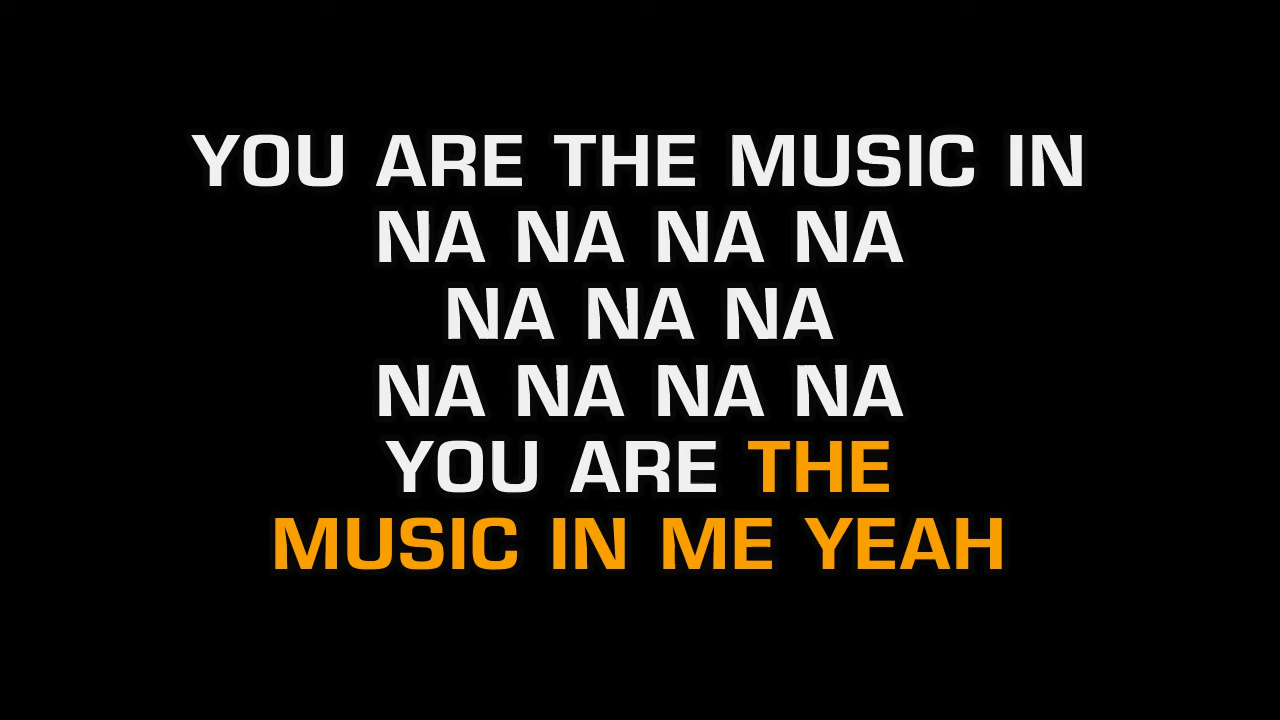 YOU ARE THE MUSIC IN
NA NA NA NA
NA NA NA
NA NA NA NA
YOU ARE THE
MUSIC IN ME YEAH